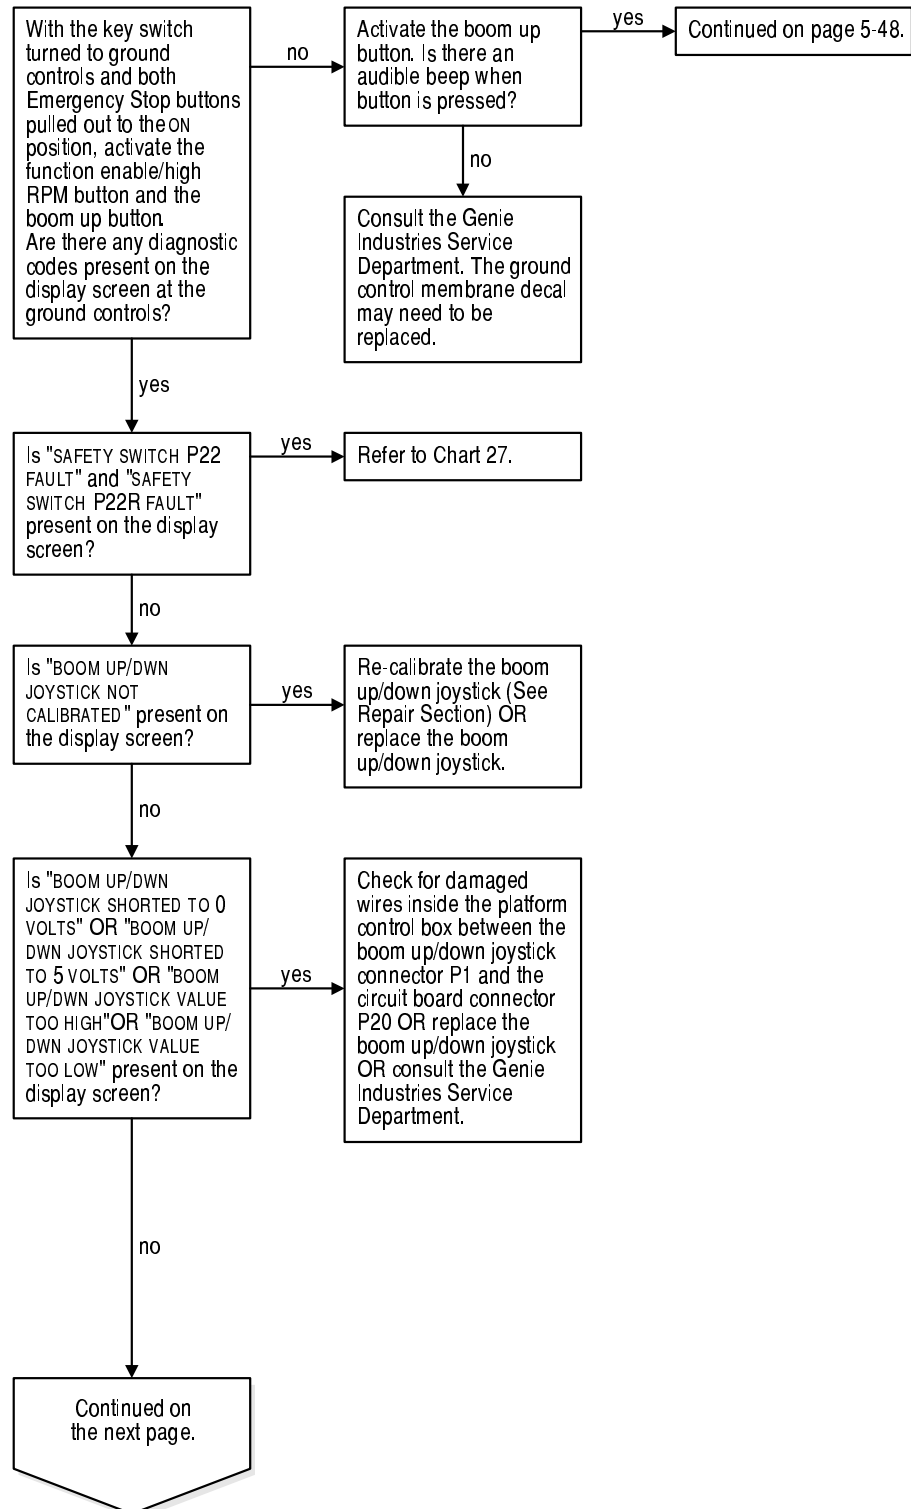 With the key switch
turned to ground
controls and both
Emergency Stop buttons
pulled out to the ON
position, activate the
function enable/high
RPM button and the
boom up button.
Are there any diagnostic
codes present on the
display screen at the
ground controls?
no
Activate the boom up
button. Is there an
audible beep when
button is pressed?
yes
Continued on page 5-48.
no
Consult the Genie
Industries Service
Department. The ground
control membrane decal
may need to be
replaced.
yes
Is "SAFETY SWITCH P22
FAULT" and "SAFETY
SWITCH P22R FAULT"
present on the display
screen?
yes
Refer to Chart 27.
no
Is "BOOM UP/DWN
JOYSTICK NOT
CALIBRATED" present on
the display screen?
yes
Re-calibrate the boom
up/down joystick (See
Repair Section) OR
replace the boom
up/down joystick.
no
Is "BOOM UP/DWN
JOYSTICK SHORTED TO 0
VOLTS" OR "BOOM UP/
DWN JOYSTICK SHORTED
TO 5 VOLTS" OR "BOOM
UP/DWN JOYSTICK VALUE
TOO HIGH"OR "BOOM UP/
DWN JOYSTICK VALUE
TOO LOW" present on the
display screen?
yes
Check for damaged
wires inside the platform
control box between the
boom up/down joystick
connector P1 and the
circuit board connector
P20 OR replace the
boom up/down joystick
OR consult the Genie
Industries Service
Department.
no
Continued on
the next page.